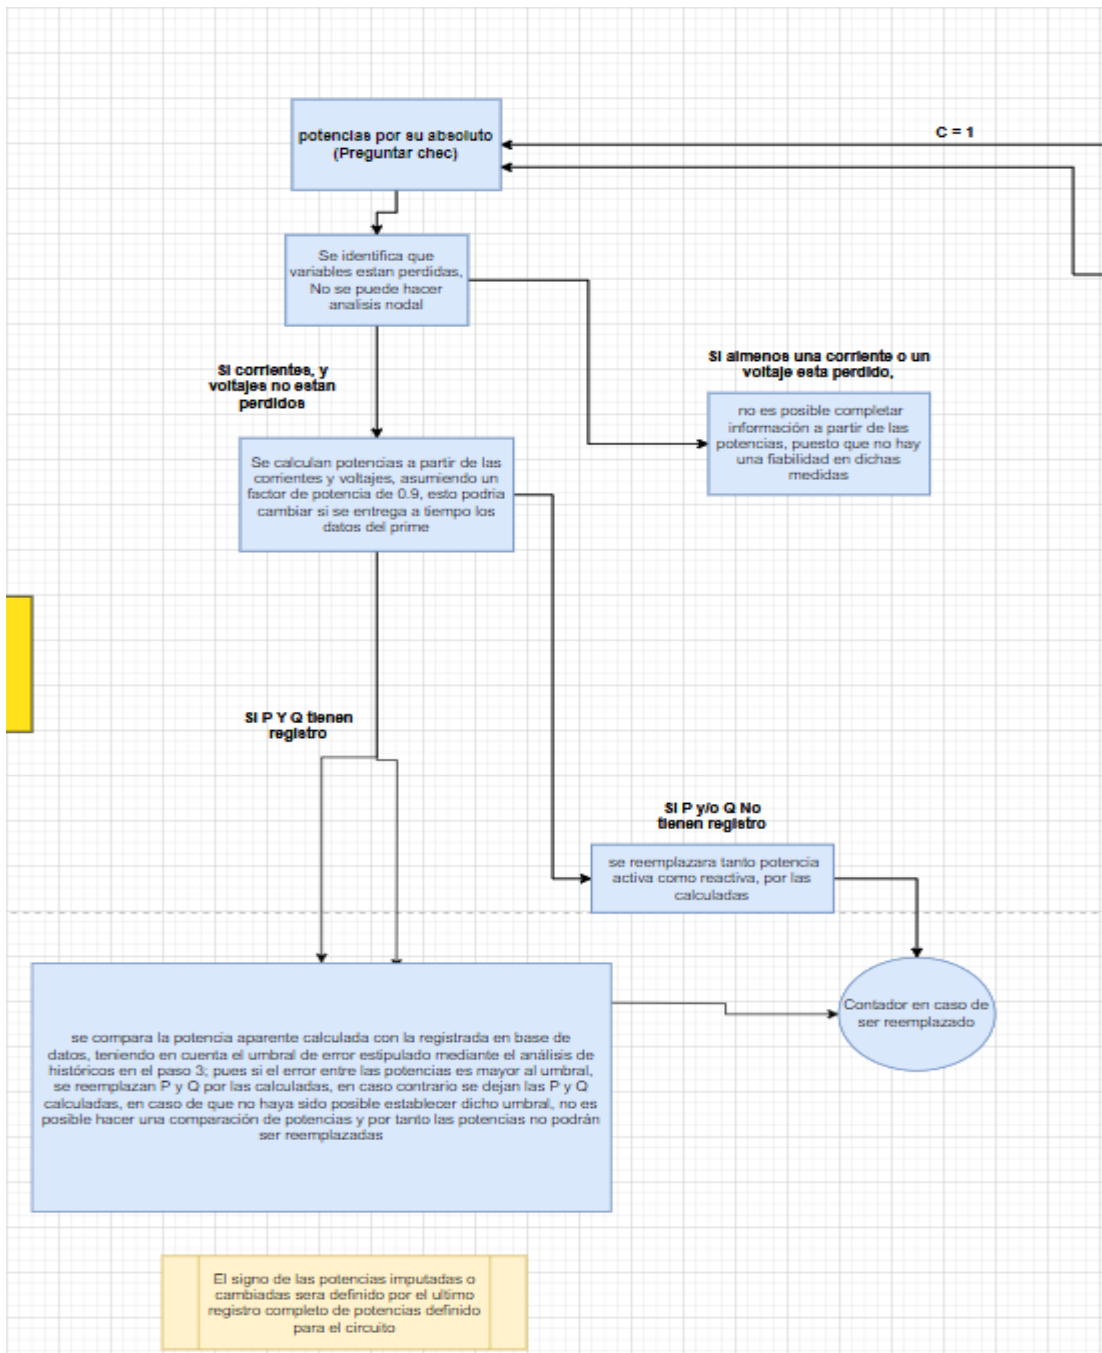 potencias por su absoluto
(Preguntar chec)
C = 1
Se identifica que
variables estan perdidas,
No se puede hacer
analisis nodal
Si corrientes, y
voltajes no estan
perdidos
Si almenos una corriente o un
voltaje esta perdido,
no es posible completar
información a partir de las
potencias, puesto que no hay
una fiabilidad en dichas
medidas
Se calculan potencias a partir de las
corrientes y voltajes, asumiendo un
factor de potencia de 0.9, esto podria
cambiar si se entrega a tiempo los
datos del prime
Si P Y Q tienen
registro
Si P y/o Q No
tienen registro
se reemplazara tanto potencia
activa como reactiva, por las
calculadas
Contador en caso de
ser reemplazado
se compara la potencia aparente calculada con la registrada en base de
datos, teniendo en cuenta el umbral de error estipulado mediante el análisis de
históricos en el paso 3; pues si el error entre las potencias es mayor al umbral,
se reemplazan P y Q por las calculadas, en caso contrario se dejan las P y Q
calculadas, en caso de que no haya sido posible establecer dicho umbral, no es
posible hacer una comparación de potencias y por tanto las potencias no podrán
ser reemplazadas
El signo de las potencias imputadas o
cambiadas sera definido por el ultimo
registro completo de potencias definido
para el circuito